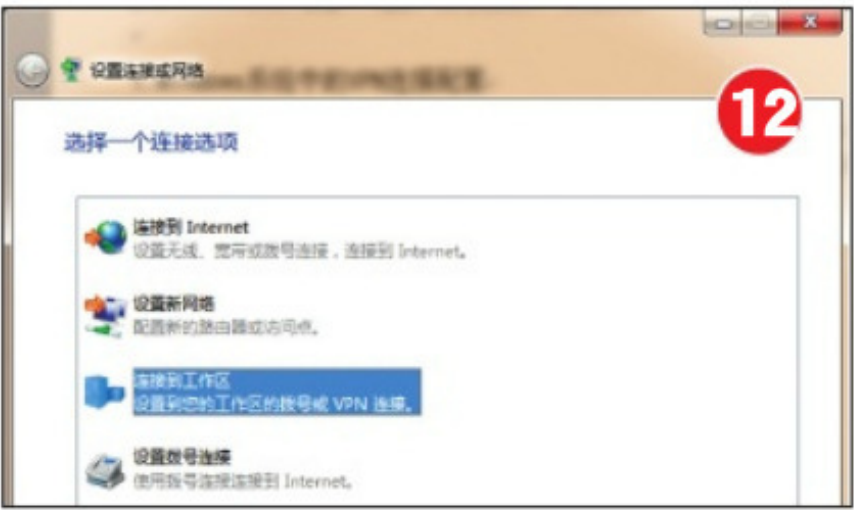 设置连接或网络
12
选择一个连接选项
连接到 Internet
设置无线、宽带或拨号连接，连接到 Internet。
设置新网络
配置新的路由器或访问点。
连接到工作区
设置到您的工作区的拨号或 VPN 连接。
设置拨号连接
使用拨号连接连接到 Internet。